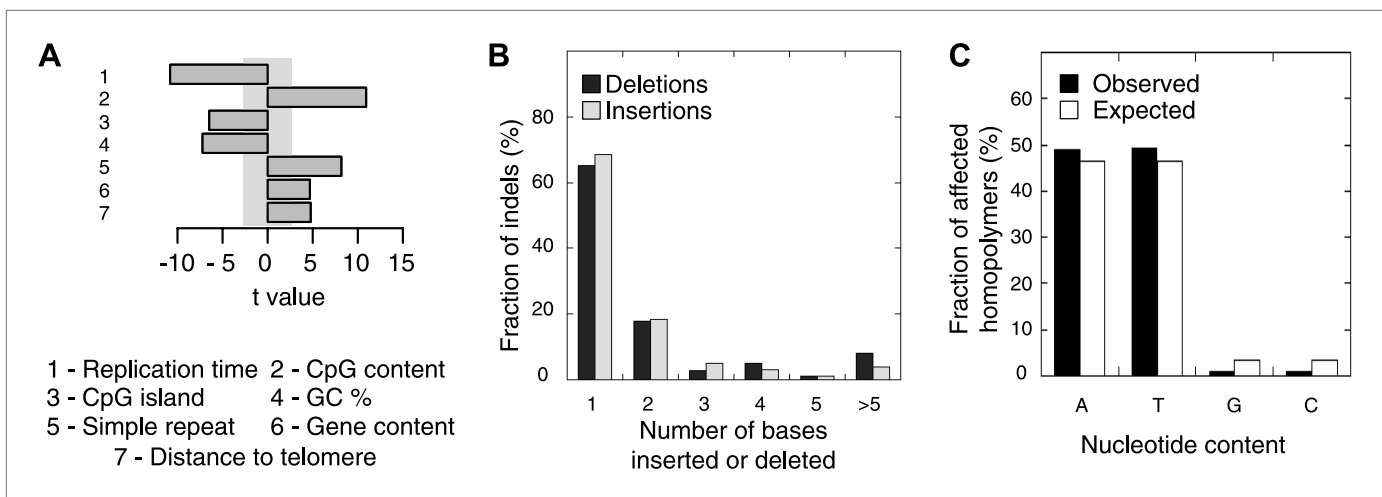 A
1
2
3
4
5
6
7
-10 - 5 0 5 10 15
t value
1 - Replication time 2 - CpG content
3 - CpG island 4 - GC %
5 - Simple repeat 6 - Gene content
7 - Distance to telomere
B
Deletions
Insertions
Fraction of indels (%)
80
60
40
20
0
1 2 3 4 5 >5
Number of bases
inserted or deleted
C
Observed
Expected
Fraction of affected
homopolymers (%)
60
50
40
30
20
10
0
A T G C
Nucleotide content